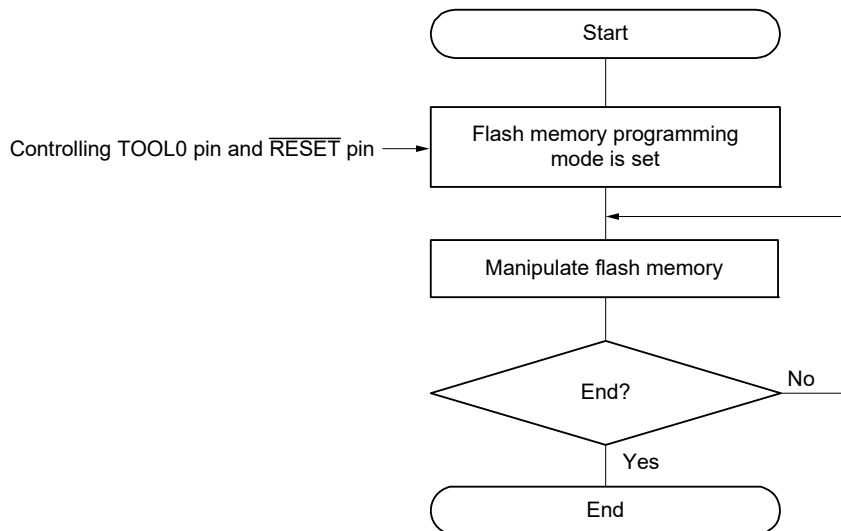 Start
Flash memory programming
mode is set
Controlling TOOL0 pin and RESET pin
Manipulate flash memory
End?
No
Yes
End